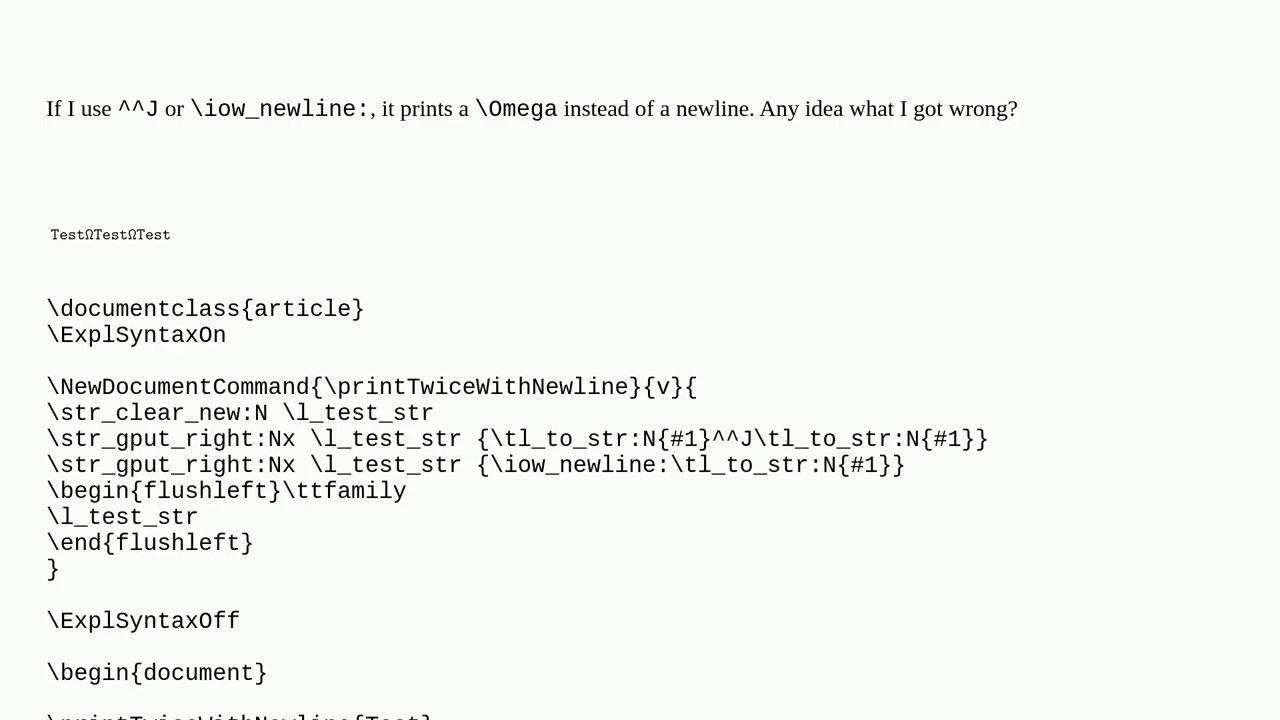 If I use ^^J or \iow_newline:, it prints a \Omega instead of a newline. Any idea what I got wrong?
TestΩTestΩTest
\documentclass{article}
\ExplSyntaxOn
\NewDocumentCommand{\printTwiceWithNewline}{v}{
\str_clear_new:N \l_test_str
\str_gput_right:Nx \l_test_str {\tl_to_str:N{#1}^^J\tl_to_str:N{#1}}
\str_gput_right:Nx \l_test_str {\iow_newline:\tl_to_str:N{#1}}
\begin{flushleft}\ttfamily
\l_test_str
\end{flushleft}
}
\ExplSyntaxOff
\begin{document}
\printTwiceWithNewline{Test}